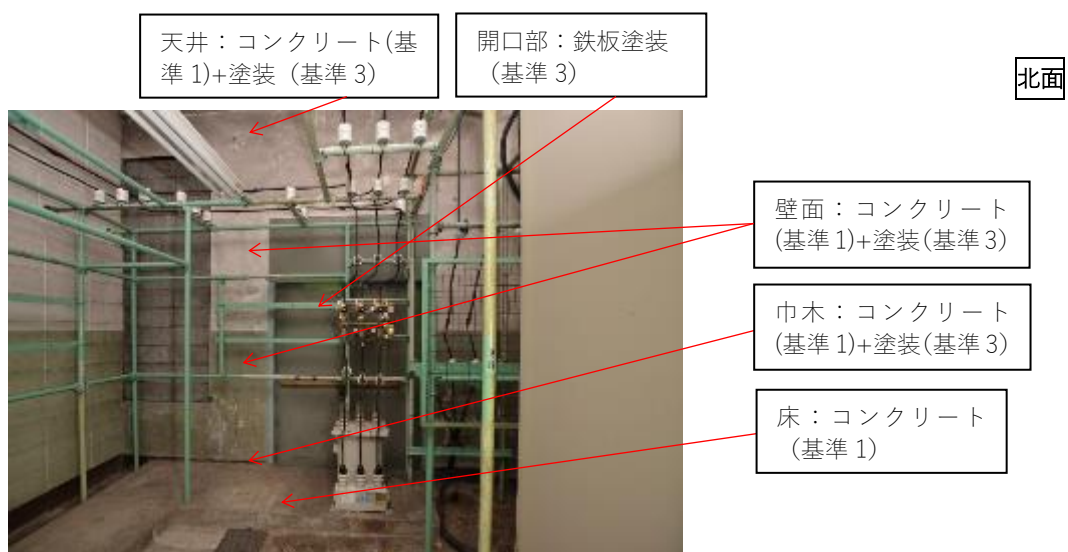 天井：コンクリート(基
準 1)+塗装（基準 3）
開口部：鉄板塗装
（基準 3）
北面
壁面：コンクリート
(基準 1)+塗装(基準 3)
巾木：コンクリート
(基準 1)+塗装(基準 3)
床：コンクリート
（基準 1）